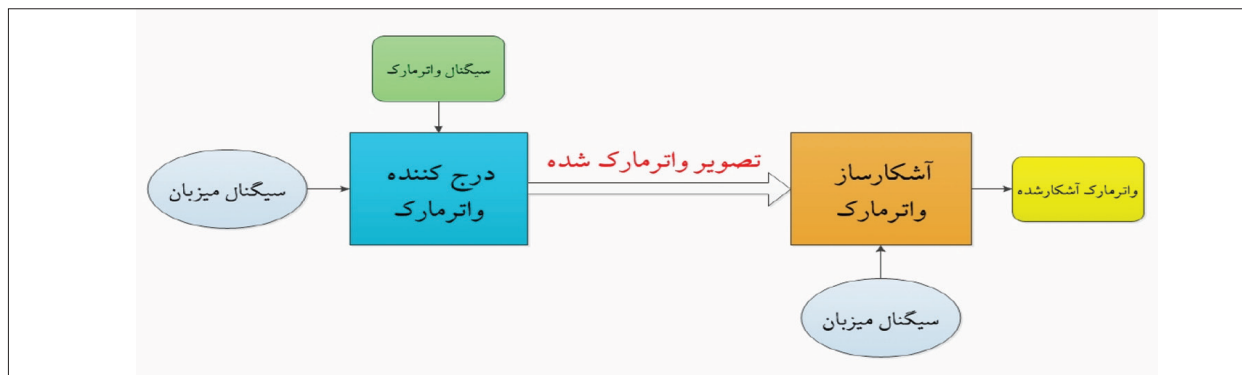 سیگنال واترمارک
سیگنال میزبان
درج کننده
واترمارک
تصویر واترمارک شده
آشکارساز
واترمارک
واترمارک آشکارشده
سیگنال میزبان